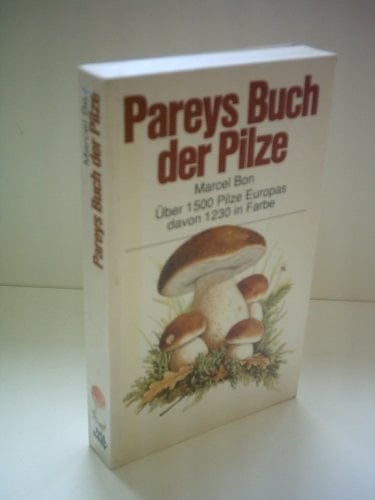 Pareys Buch
der Pilze
Marcel Bon
Über 1500 Pilze Europas
davon 1230 in Farbe
Marcel Bon
Pareys Buch der Pilze